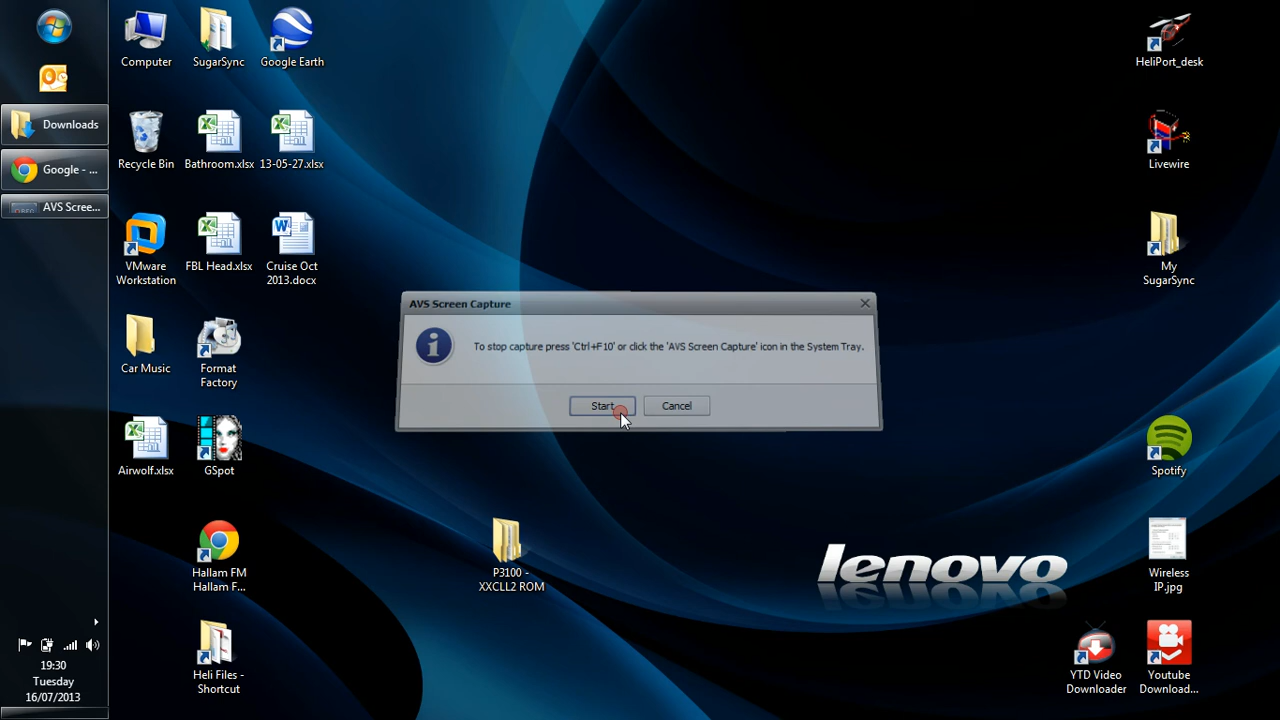 Computer
SugarSync
Google Earth
HeliPort_desk
Downloads
Recycle Bin
Bathroom.xlsx
13-05-27.xlsx
Livewire
Google - ...
AVS Scree...
VMware
Workstation
FBL Head.xlsx
Cruise Oct
2013.docx
My
SugarSync
AVS Screen Capture
To stop capture press 'Ctrl+F10' or click the 'AVS Screen Capture' icon in the System Tray.
Start
Cancel
Car Music
Format
Factory
Airwolf.xlsx
GSpot
Spotify
Hallam FM
Hallam F...
P3100 -
XXCLL2 ROM
lenovo
Wireless
IP.jpg
Heli Files -
Shortcut
YTD Video
Downloader
Youtube
Download...
19:30
Tuesday
16/07/2013